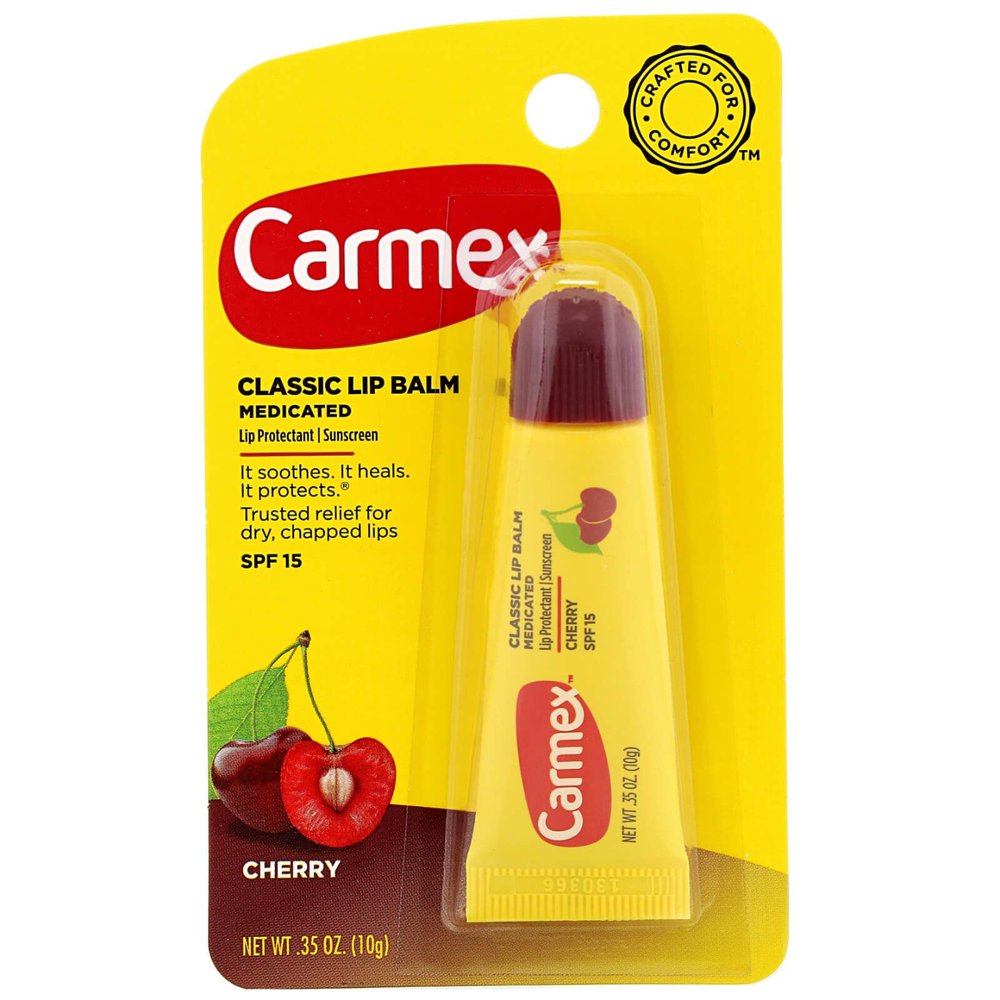 CRAFTED FOR
COMFORT
™
Carmex
CLASSIC LIP BALM
MEDICATED
Lip Protectant | Sunscreen
It soothes. It heals.
It protects.®
Trusted relief for
dry, chapped lips
SPF 15
CHERRY
NET WT .35 OZ. (10g)
CLASSIC LIP BALM
MEDICATED
Lip Protectant | Sunscreen
CHERRY
SPF 15
Carmex™
NET WT .35 OZ. (10g)
130366